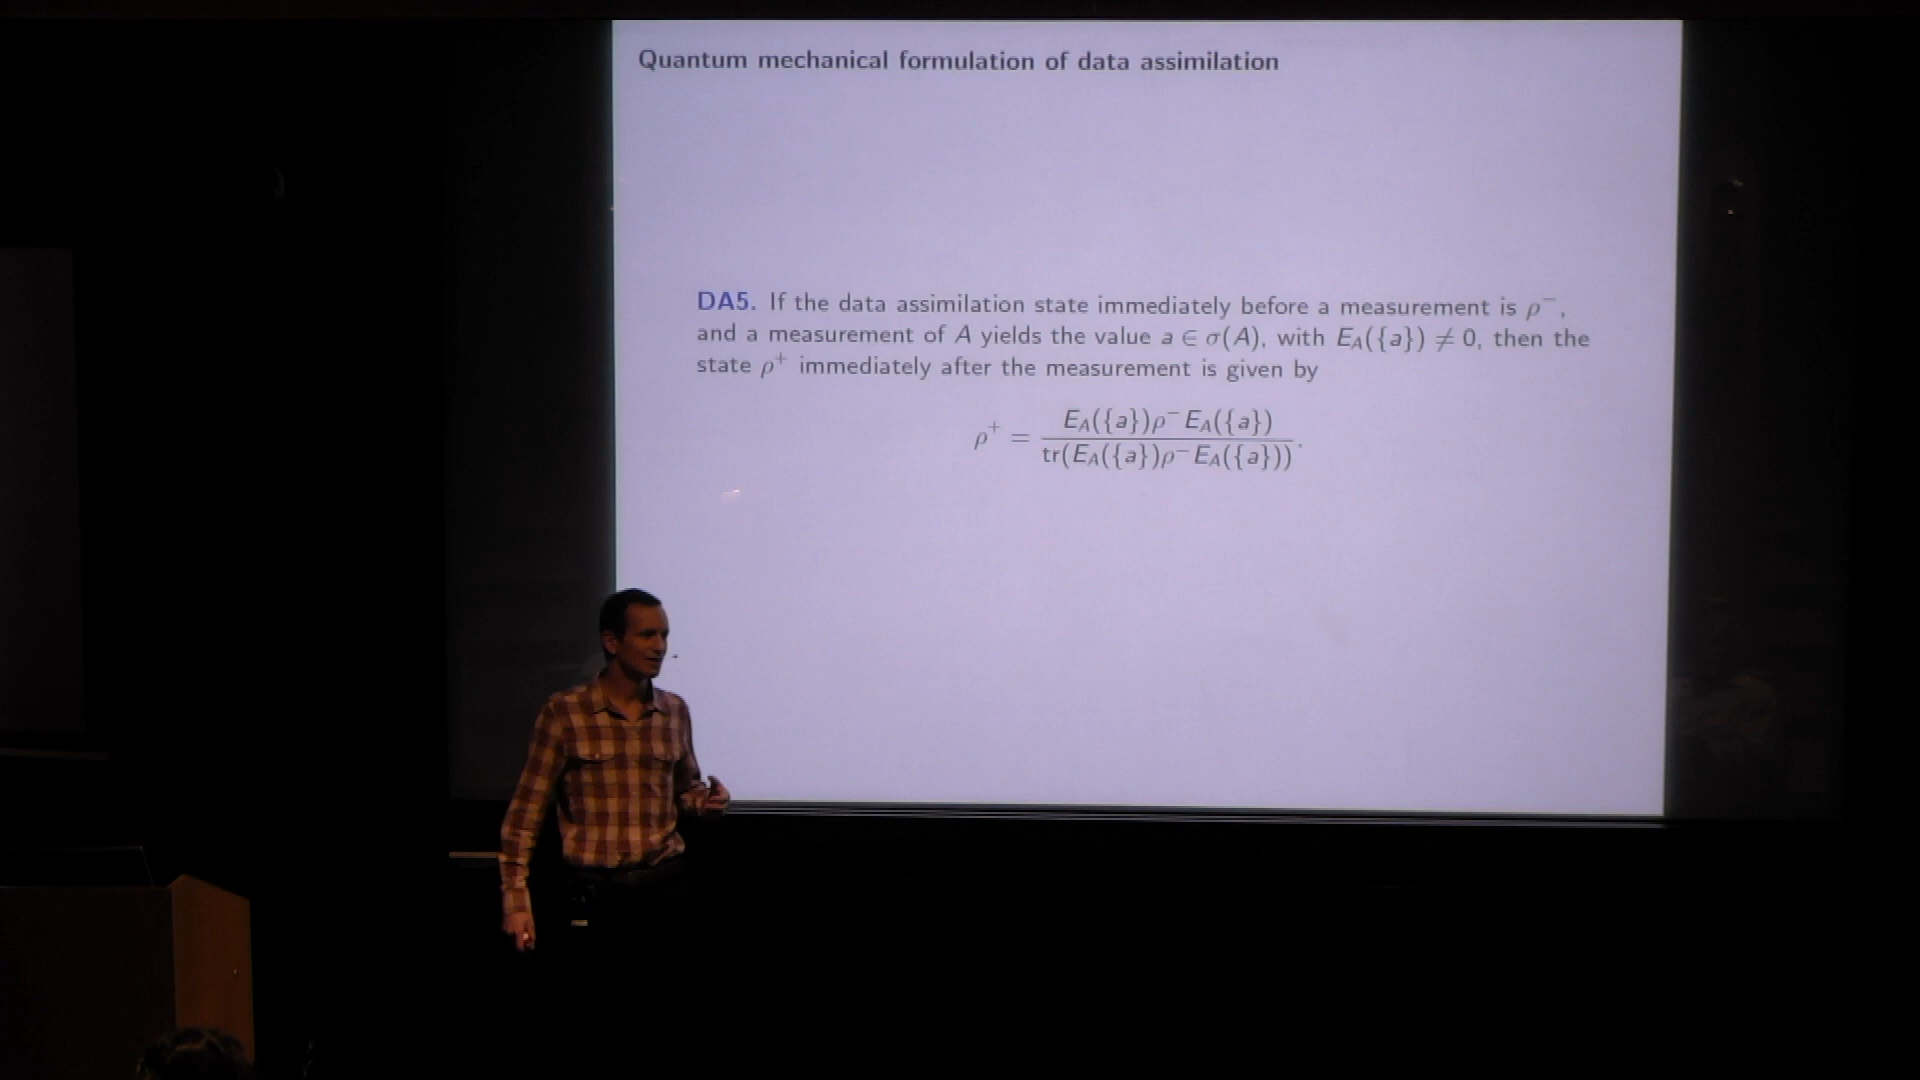 Quantum mechanical formulation of data assimilation
DA5. If the data assimilation state immediately before a measurement is ρ⁻,
and a measurement of A yields the value a ∈ σ(A), with E_A({a}) ≠ 0, then the
state ρ⁺ immediately after the measurement is given by
ρ⁺ = E_A({a})ρ⁻E_A({a}) / tr(E_A({a})ρ⁻E_A({a})).